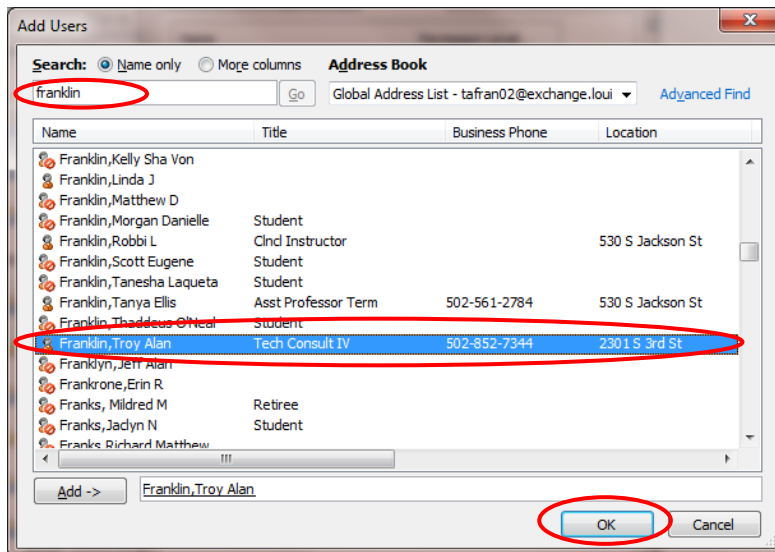 Add Users
Search: Name only More columns Address Book
franklin Go Global Address List - tafran02@exchange.loui Advanced Find
Name Title Business Phone Location
Franklin,Kelly Sha Von
Franklin,Linda J
Franklin,Matthew D
Franklin,Morgan Danielle Student
Franklin,Robbi L Clncl Instructor 530 S Jackson St
Franklin,Scott Eugene Student
Franklin,Tanesha Laqueta Student
Franklin,Tanya Ellis Asst Professor Term 502-561-2784 530 S Jackson St
Franklin,Thaddeus O'Neal Student
Franklin,Troy Alan Tech Consult IV 502-852-7344 2301 S 3rd St
Franklyn,Jeff Alan
Frankrone,Erin R
Franks, Mildred M Retiree
Franks,Jaclyn N Student
Franks Richard Matthew
Add -> Franklin,Troy Alan
OK Cancel